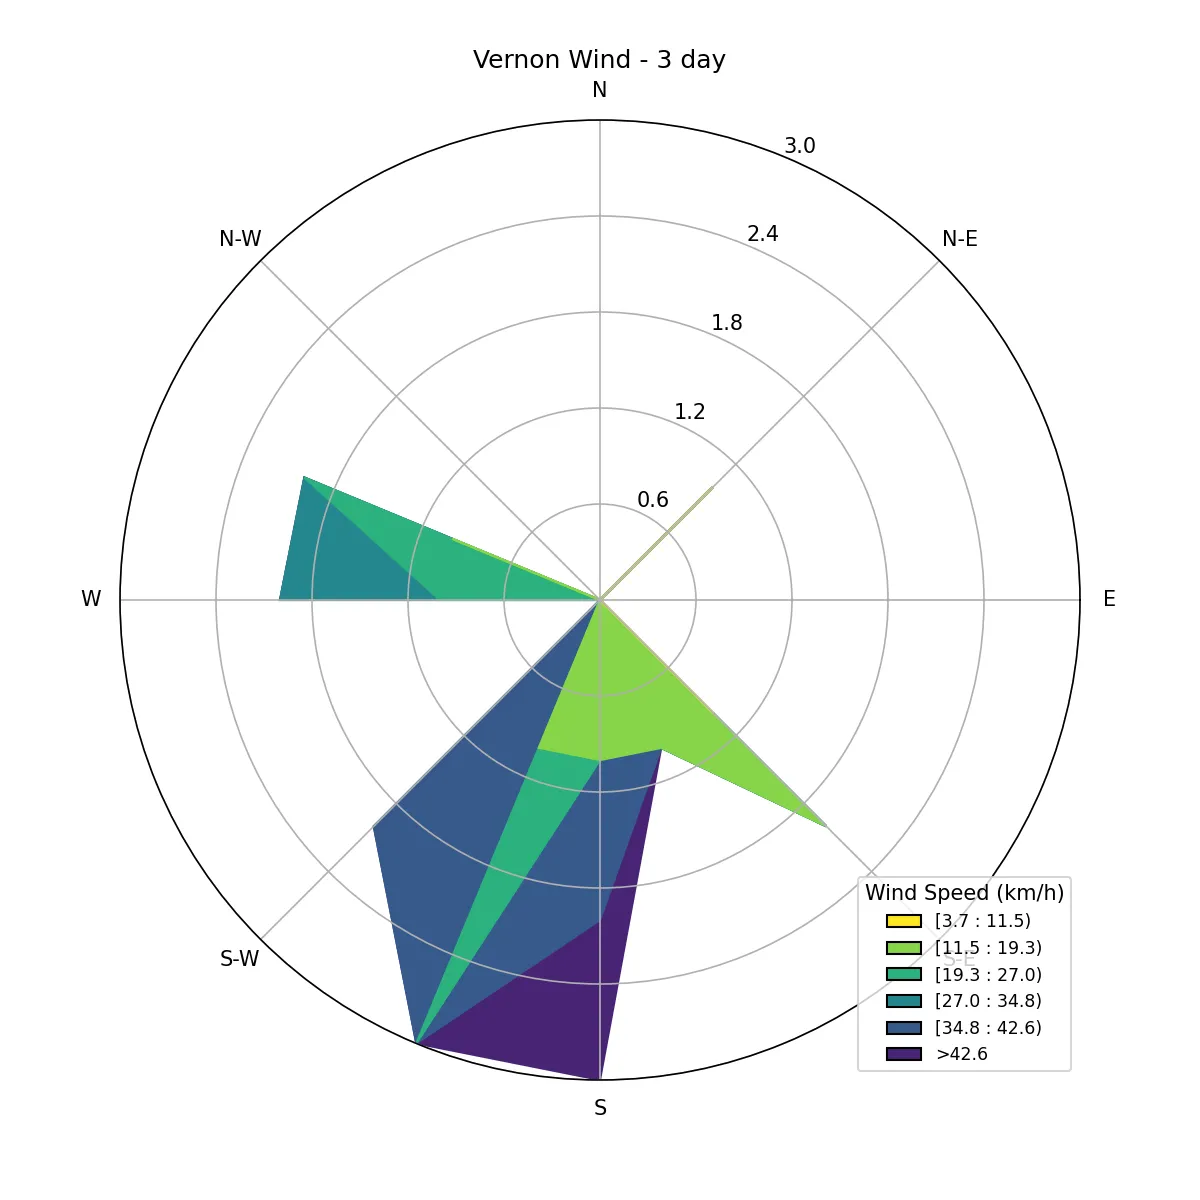 Vernon Wind - 3 day
N
3.0
N-W
N-E
2.4
1.8
1.2
0.6
W
E
S-W
S-E
Wind Speed (km/h)
[3.7 : 11.5)
[11.5 : 19.3)
[19.3 : 27.0)
[27.0 : 34.8)
[34.8 : 42.6)
>42.6
S